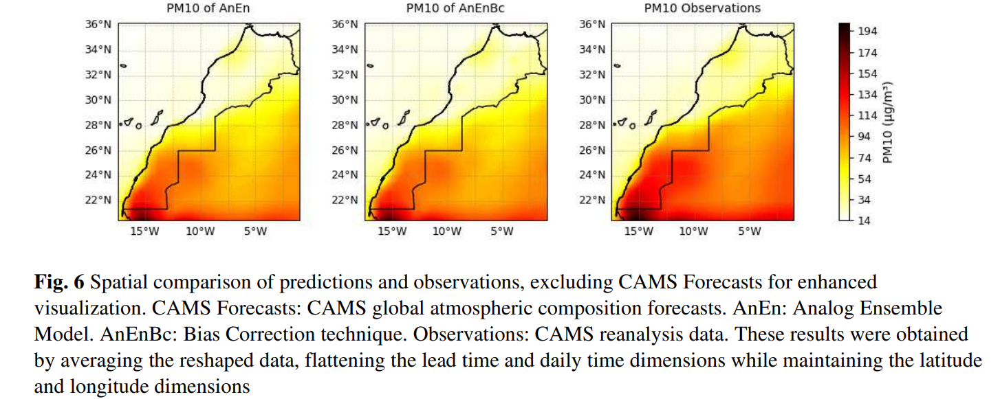 PM10 of AnEn
PM10 of AnEnBc
PM10 Observations
36°N
34°N
32°N
30°N
28°N
26°N
24°N
22°N
15°W 10°W 5°W
36°N
34°N
32°N
30°N
28°N
26°N
24°N
22°N
15°W 10°W 5°W
36°N
34°N
32°N
30°N
28°N
26°N
24°N
22°N
15°W 10°W 5°W
194
174
154
134
114
94
74
54
34
14
PM10 (µg/m³)
Fig. 6 Spatial comparison of predictions and observations, excluding CAMS Forecasts for enhanced
visualization. CAMS Forecasts: CAMS global atmospheric composition forecasts. AnEn: Analog Ensemble
Model. AnEnBc: Bias Correction technique. Observations: CAMS reanalysis data. These results were obtained
by averaging the reshaped data, flattening the lead time and daily time dimensions while maintaining the latitude
and longitude dimensions